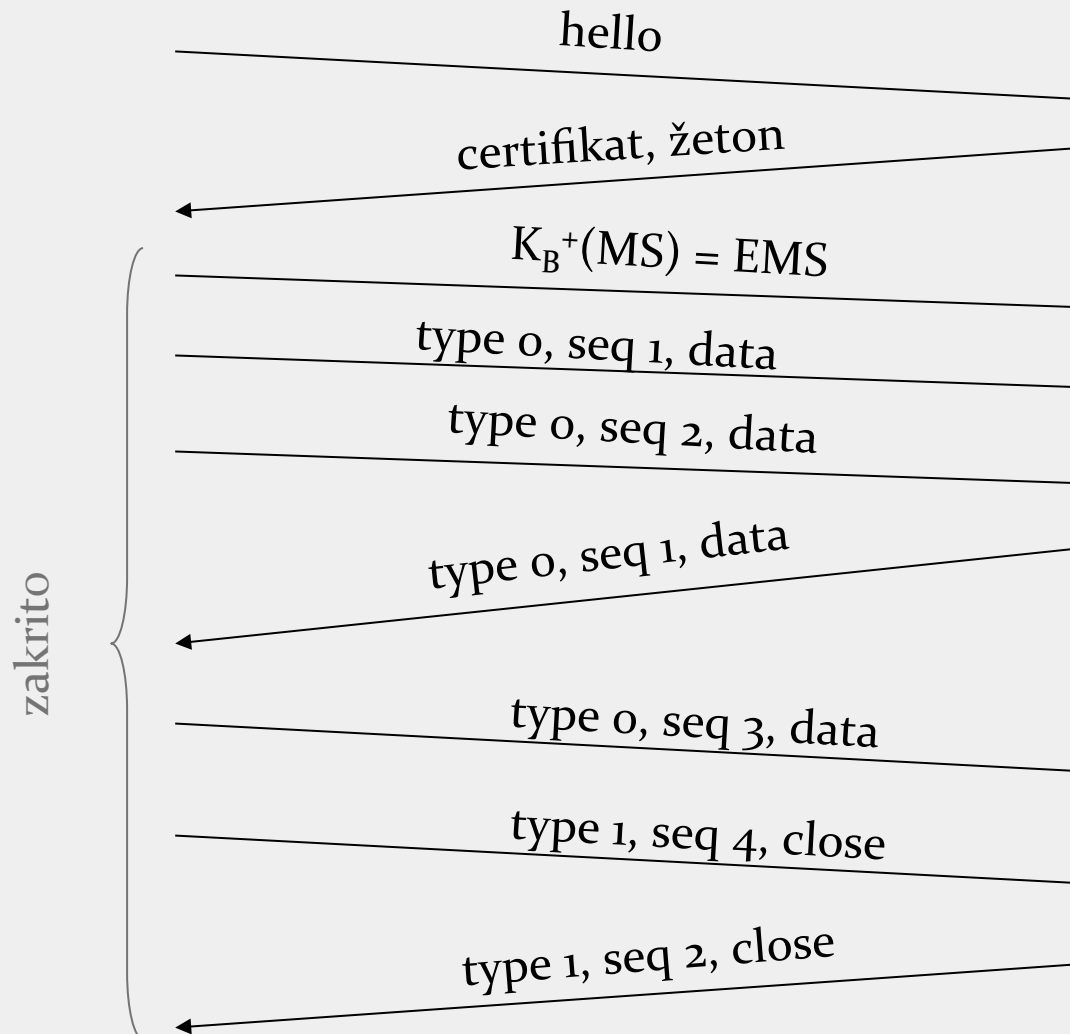 hello
certifikat, žeton
K_B^+(MS) = EMS
type 0, seq 1, data
type 0, seq 2, data
type 0, seq 1, data
zakrito
type 0, seq 3, data
type 1, seq 4, close
type 1, seq 2, close